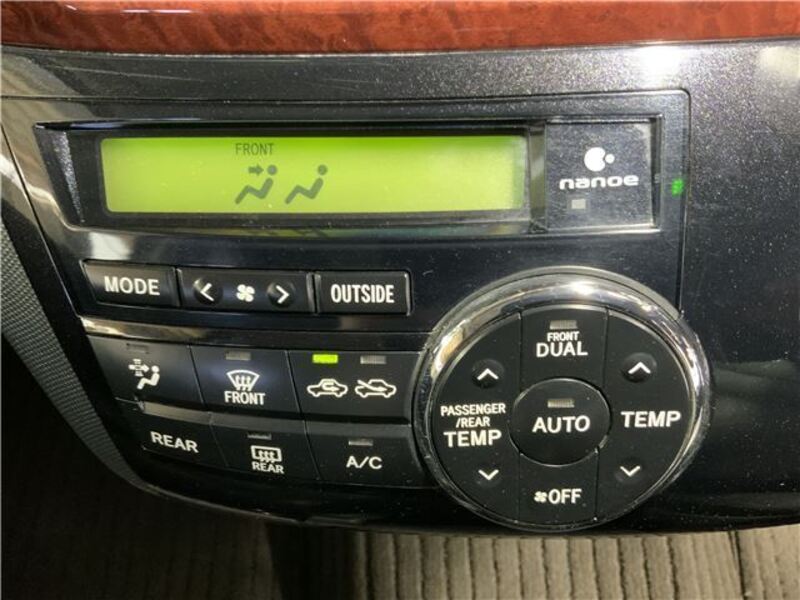 FRONT
nanoe
MODE
OUTSIDE
FRONT
DUAL
FRONT
PASSENGER
/REAR
TEMP
AUTO
TEMP
REAR
REAR
A/C
OFF